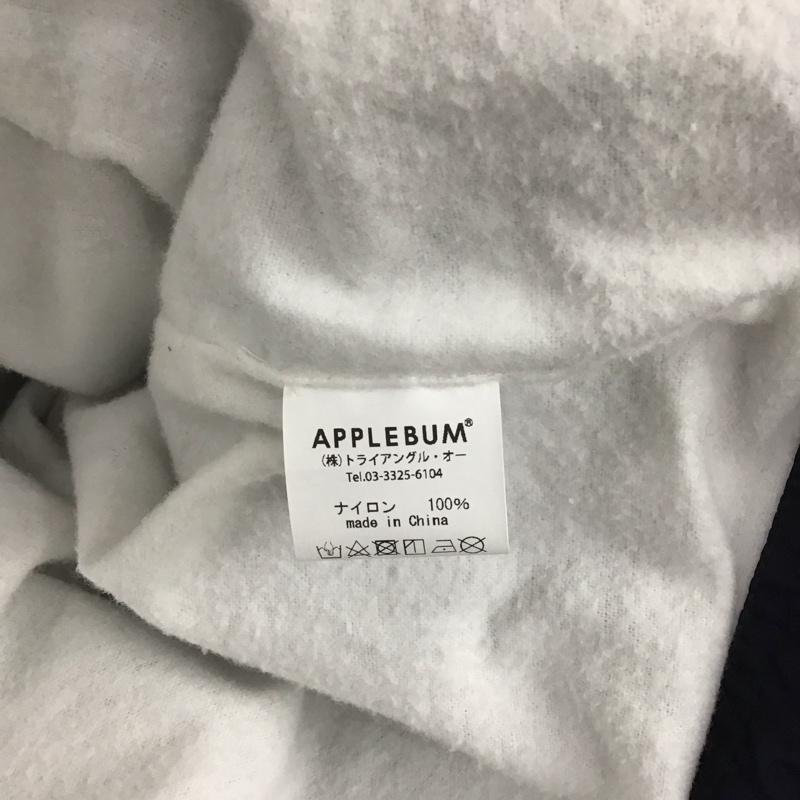 APPLEBUM®
(株)トライアングル・オー
Tel.03-3325-6104
ナイロン 100%
made in China